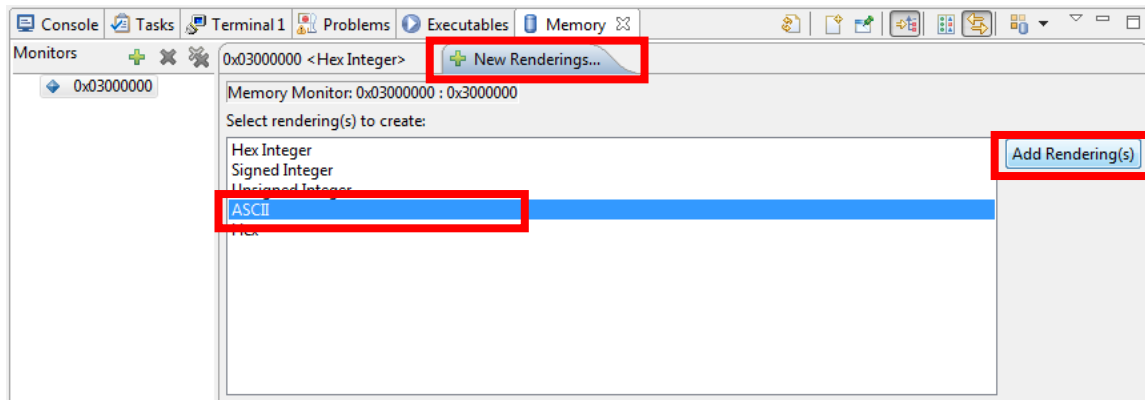 Console Tasks Terminal 1 Problems Executables Memory
Monitors
0x03000000 <Hex Integer> New Renderings...
0x03000000
Memory Monitor: 0x03000000 : 0x3000000
Select rendering(s) to create:
Hex Integer
Add Rendering(s)
Signed Integer
Unsigned Integer
ASCII
Hex